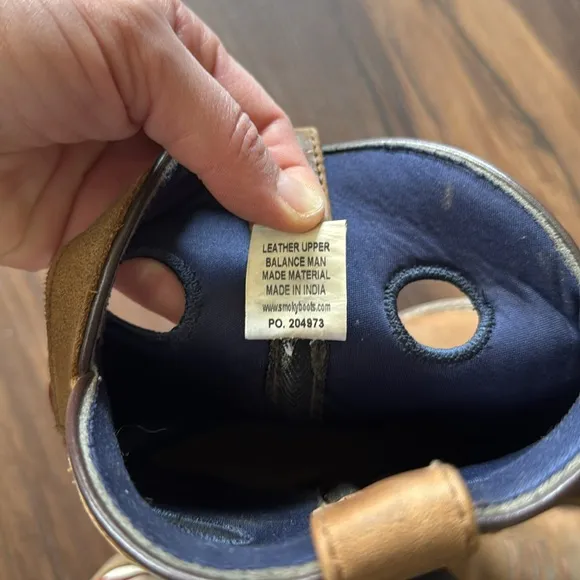 LEATHER UPPER
BALANCE MAN
MADE MATERIAL
MADE IN INDIA
www.smokyboots.com
PO. 204973